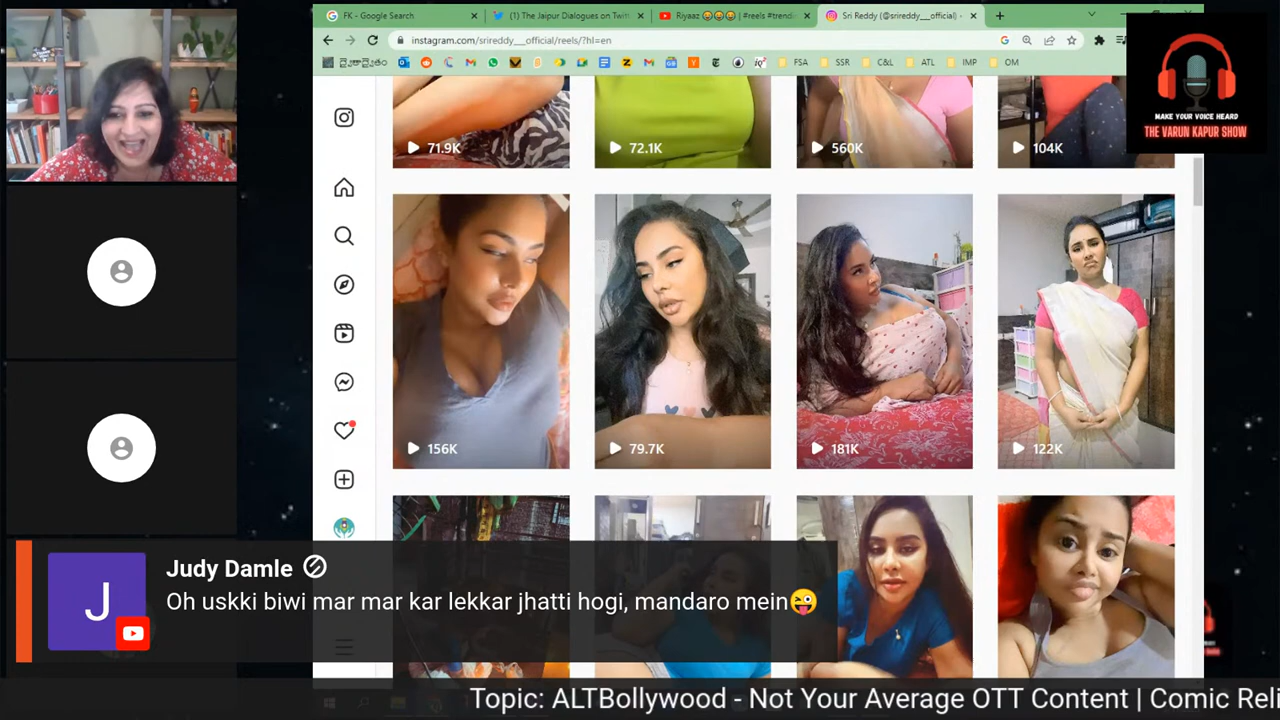 FK - Google Search
(1) The Jaipur Dialogues on Twitt
Riyaaz 😂😂😂 | #reels #trendi
Sri Reddy (@srireddy___official) •
instagram.com/srireddy___official/reels/?hl=en
FSA SSR C&L ATL IMP OM
MAKE YOUR VOICE HEARD
THE VARUN KAPUR SHOW
71.9K 72.1K 560K 104K
156K 79.7K 181K 122K
Judy Damle
J
Oh uskki biwi mar mar kar lekkar jhatti hogi, mandaro mein😜
Topic: ALTBollywood - Not Your Average OTT Content | Comic Reli